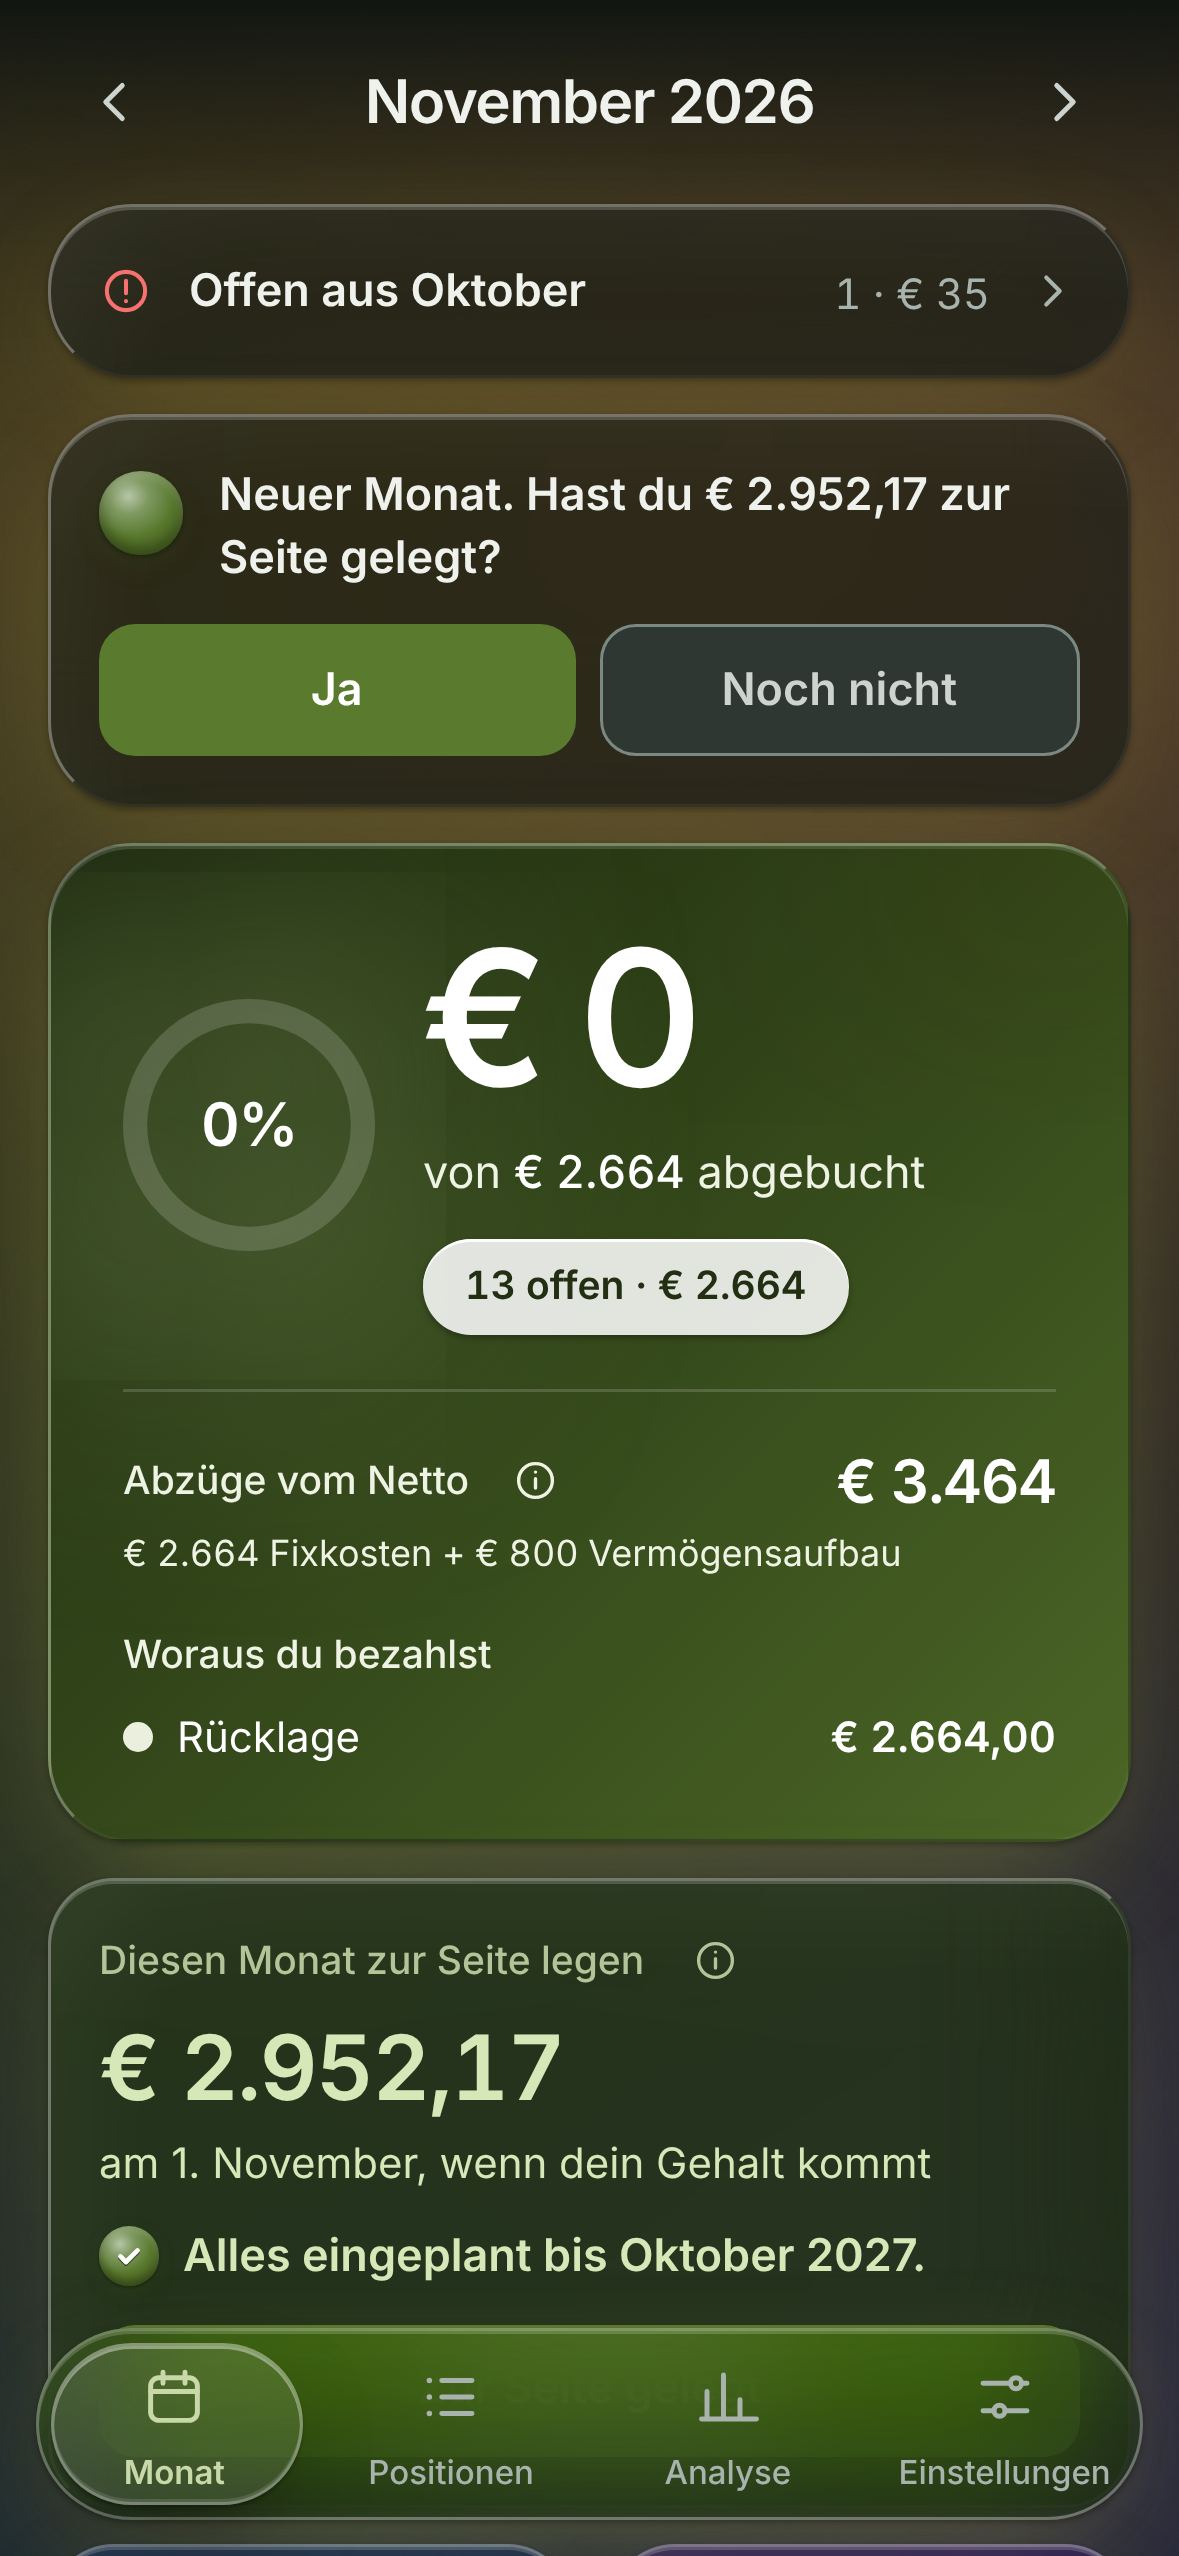 November 2026
Offen aus Oktober 1 · € 35
Neuer Monat. Hast du € 2.952,17 zur
Seite gelegt?
Ja Noch nicht
€ 0
0%
von € 2.664 abgebucht
13 offen · € 2.664
Abzüge vom Netto € 3.464
€ 2.664 Fixkosten + € 800 Vermögensaufbau
Woraus du bezahlst
Rücklage € 2.664,00
Diesen Monat zur Seite legen
€ 2.952,17
am 1. November, wenn dein Gehalt kommt
Alles eingeplant bis Oktober 2027.
Monat Positionen Analyse Einstellungen